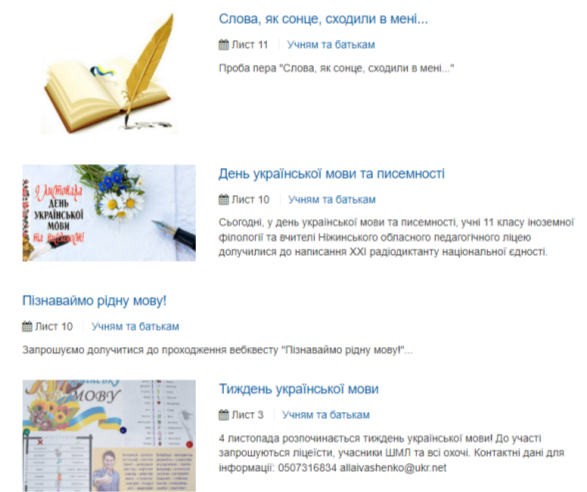 Слова, як сонце, сходили в мені...
Лист 11 Учням та батькам
Проба пера "Слова, як сонце, сходили в мені..."
9 листопада
ДЕНЬ
УКРАЇНСЬКОЇ
МОВИ
та писемності
День української мови та писемності
Лист 10 Учням та батькам
Сьогодні, у день української мови та писемності, учні 11 класу іноземної
філології та вчителі Ніжинського обласного педагогічного ліцею
долучилися до написання XXI радіодиктанту національної єдності.
Пізнаваймо рідну мову!
Лист 10 Учням та батькам
Запрошуємо долучитися до проходження вебквесту "Пізнаваймо рідну мову!"...
МОВУ
Тиждень української мови
Лист 3 Учням та батькам
4 листопада розпочинається тиждень української мови! До участі
запрошуються ліцеїсти, учасники ШМЛ та всі охочі. Контактні дані для
інформації: 0507316834 allaivashenko@ukr.net